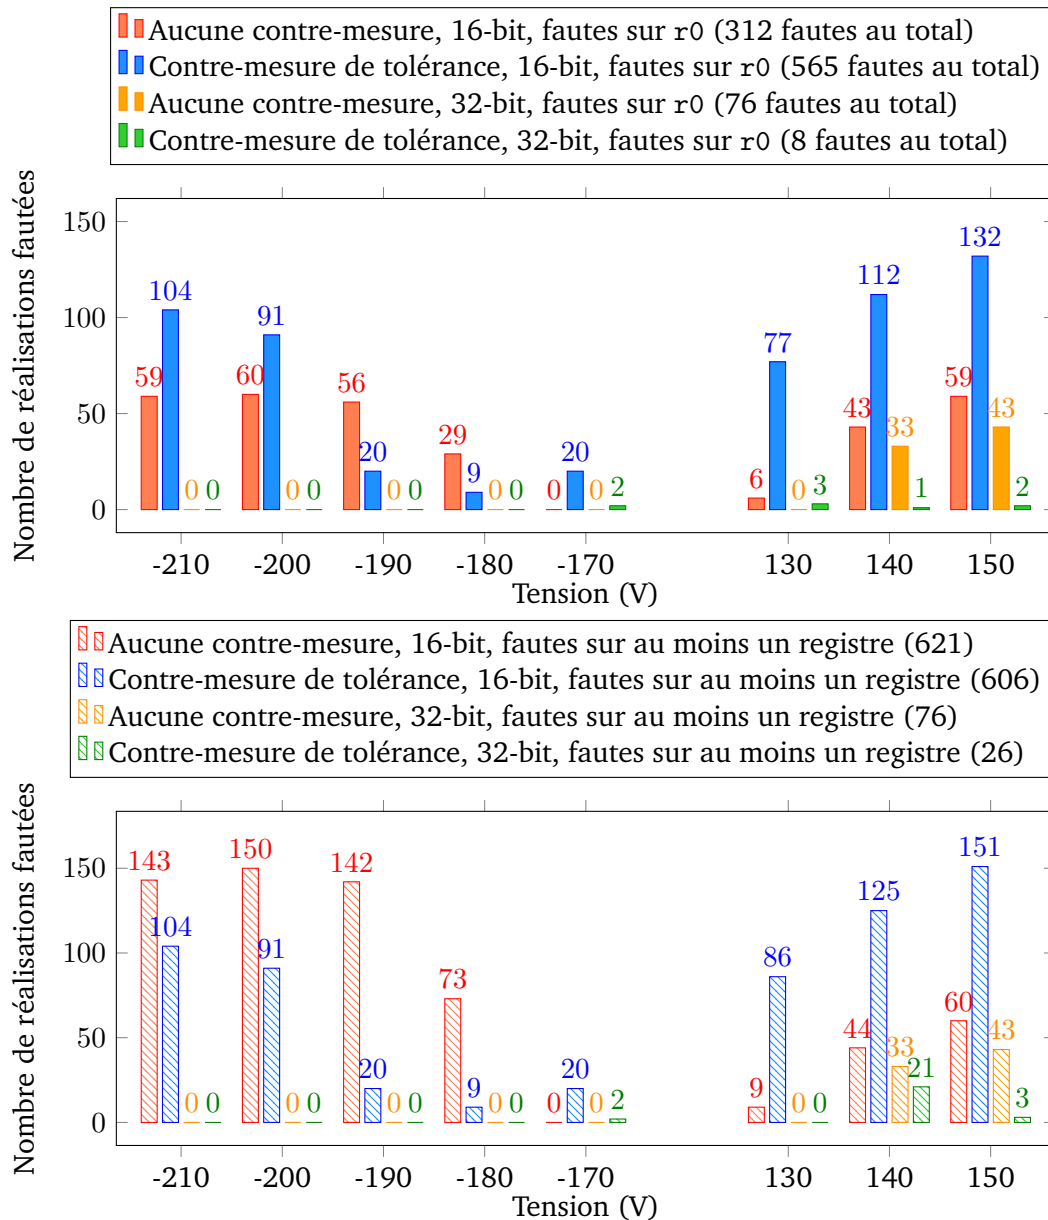 Aucune contre-mesure, 16-bit, fautes sur r0 (312 fautes au total)
Contre-mesure de tolérance, 16-bit, fautes sur r0 (565 fautes au total)
Aucune contre-mesure, 32-bit, fautes sur r0 (76 fautes au total)
Contre-mesure de tolérance, 32-bit, fautes sur r0 (8 fautes au total)
Nombre de réalisations fautées
150
100
50
0
59 104 0 0
60 91 0 0
56 20 0 0
29 9 0 0
0 20 0 2
6 77 0 3
43 112 33 1
59 132 43 2
-210 -200 -190 -180 -170 130 140 150
Tension (V)
Aucune contre-mesure, 16-bit, fautes sur au moins un registre (621)
Contre-mesure de tolérance, 16-bit, fautes sur au moins un registre (606)
Aucune contre-mesure, 32-bit, fautes sur au moins un registre (76)
Contre-mesure de tolérance, 32-bit, fautes sur au moins un registre (26)
Nombre de réalisations fautées
150
100
50
0
143 104 0 0
150 91 0 0
142 20 0 0
73 9 0 0
0 20 0 2
9 86 0 0
44 125 33 21
60 151 43 3
-210 -200 -190 -180 -170 130 140 150
Tension (V)